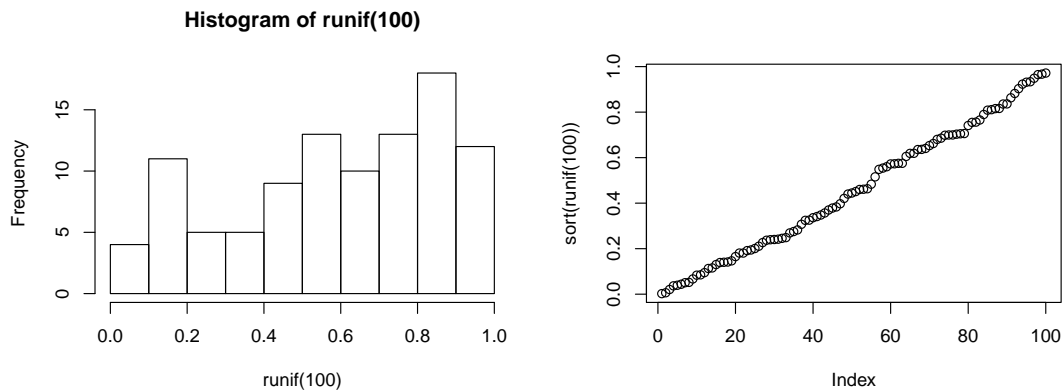 Histogram of runif(100)
Frequency
15
10
5
0
0.0 0.2 0.4 0.6 0.8 1.0
runif(100)
sort(runif(100))
1.0
0.8
0.6
0.4
0.2
0.0
0 20 40 60 80 100
Index